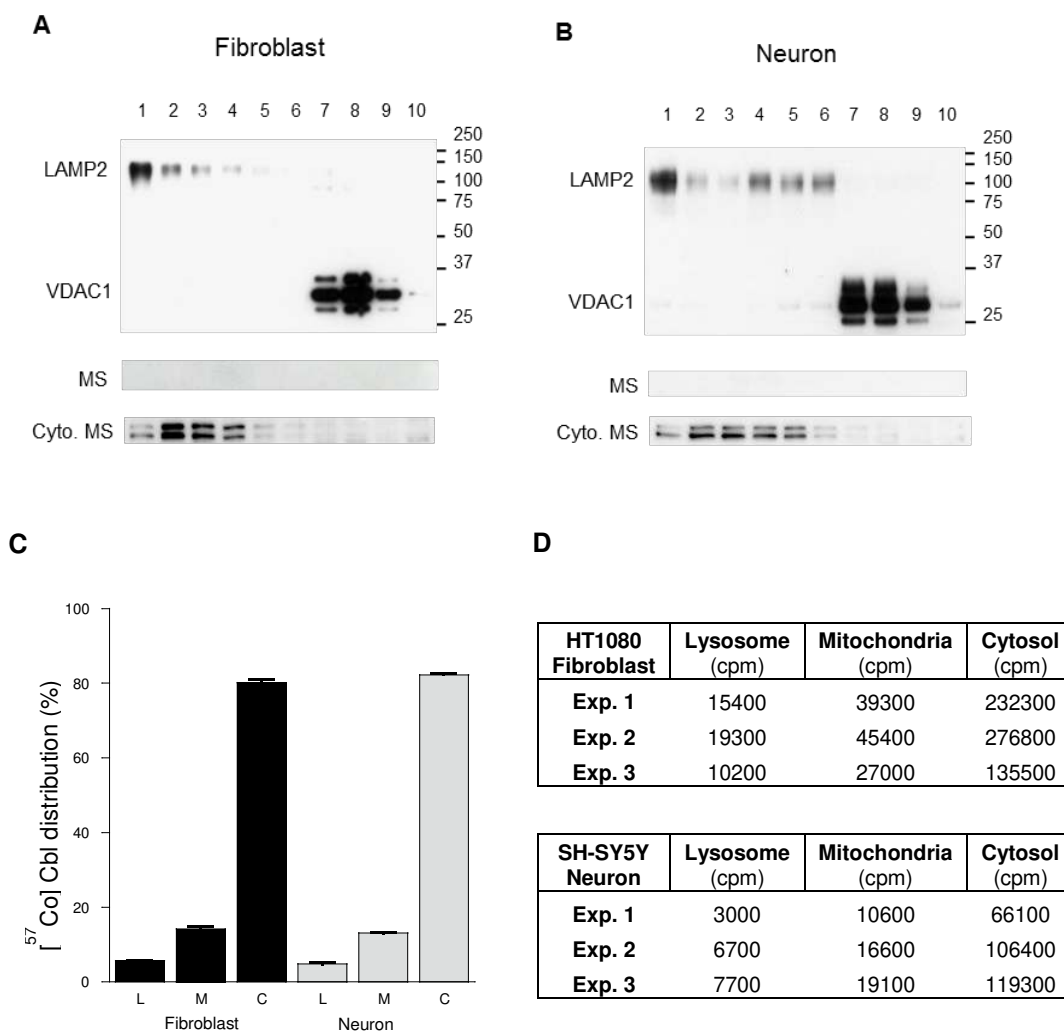 A
Fibroblast
1 2 3 4 5 6 7 8 9 10
LAMP2
VDAC1
250
150
100
75
50
37
25
MS
Cyto. MS
B
Neuron
1 2 3 4 5 6 7 8 9 10
LAMP2
VDAC1
250
150
100
75
50
37
25
MS
Cyto. MS
C
[57Co] Cbl distribution (%)
100
80
60
40
20
0
L M C L M C
Fibroblast Neuron
D
HT1080 Lysosome Mitochondria Cytosol
Fibroblast (cpm) (cpm) (cpm)
Exp. 1 15400 39300 232300
Exp. 2 19300 45400 276800
Exp. 3 10200 27000 135500
SH-SY5Y Lysosome Mitochondria Cytosol
Neuron (cpm) (cpm) (cpm)
Exp. 1 3000 10600 66100
Exp. 2 6700 16600 106400
Exp. 3 7700 19100 119300